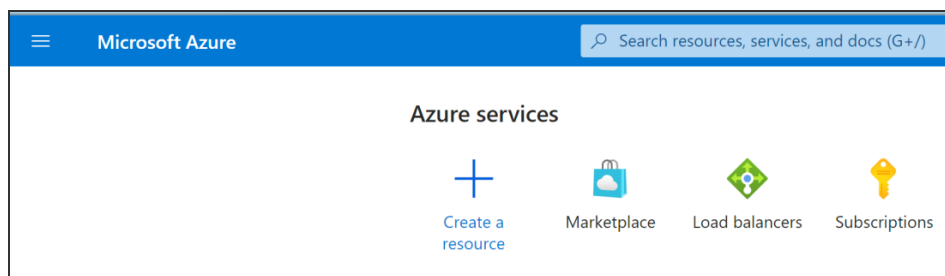 Microsoft Azure
Search resources, services, and docs (G+/)
Azure services
Create a
resource
Marketplace
Load balancers
Subscriptions